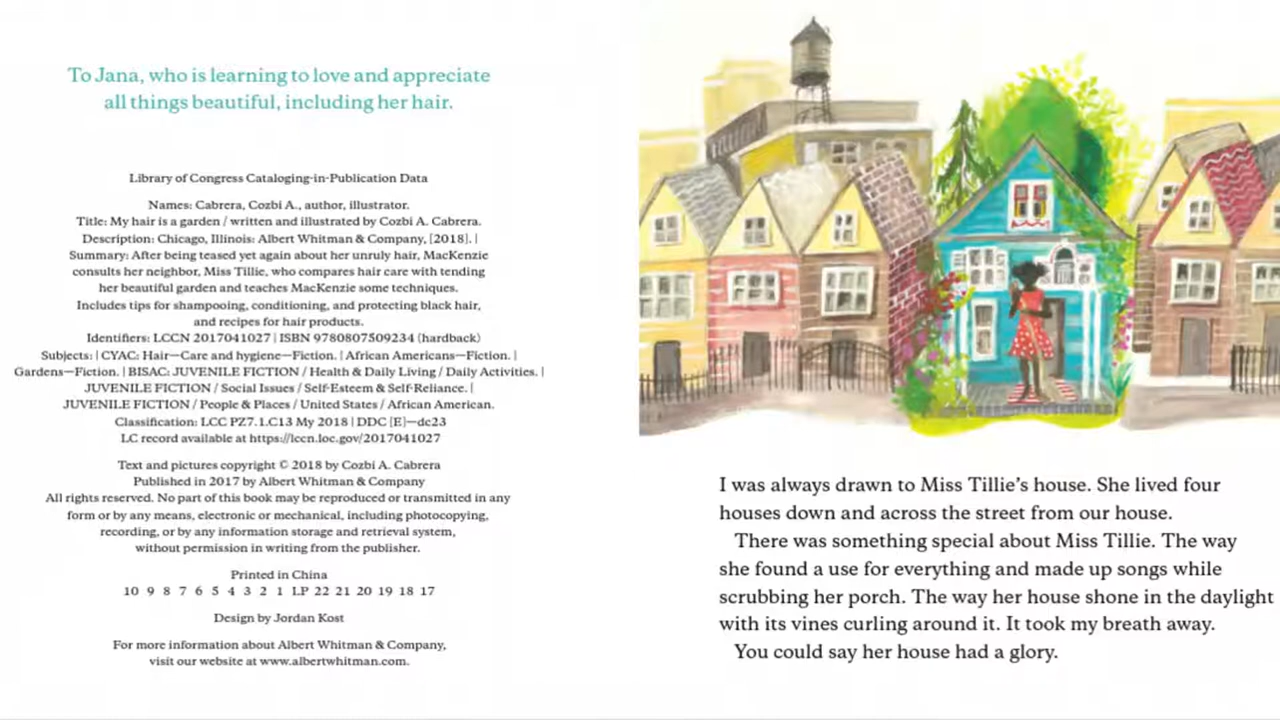 To Jana, who is learning to love and appreciate
all things beautiful, including her hair.
Library of Congress Cataloging-in-Publication Data
Names: Cabrera, Cozbi A., author, illustrator.
Title: My hair is a garden / written and illustrated by Cozbi A. Cabrera.
Description: Chicago, Illinois: Albert Whitman & Company, [2018]. |
Summary: After being teased yet again about her unruly hair, MacKenzie
consults her neighbor, Miss Tillie, who compares hair care with tending
her beautiful garden and teaches MacKenzie some techniques.
Includes tips for shampooing, conditioning, and protecting black hair,
and recipes for hair products.
Identifiers: LCCN 2017041027 | ISBN 9780807509234 (hardback)
Subjects: | CYAC: Hair—Care and hygiene—Fiction. | African Americans—Fiction. |
Gardens—Fiction. | BISAC: JUVENILE FICTION / Health & Daily Living / Daily Activities. |
JUVENILE FICTION / Social Issues / Self-Esteem & Self-Reliance. |
JUVENILE FICTION / People & Places / United States / African American.
Classification: LCC PZ7.1.C13 My 2018 | DDC [E]—dc23
LC record available at https://lccn.loc.gov/2017041027
Text and pictures copyright © 2018 by Cozbi A. Cabrera
Published in 2017 by Albert Whitman & Company
All rights reserved. No part of this book may be reproduced or transmitted in any
form or by any means, electronic or mechanical, including photocopying,
recording, or by any information storage and retrieval system,
without permission in writing from the publisher.
Printed in China
10 9 8 7 6 5 4 3 2 1 LP 22 21 20 19 18 17
Design by Jordan Kost
For more information about Albert Whitman & Company,
visit our website at www.albertwhitman.com.
I was always drawn to Miss Tillie’s house. She lived four
houses down and across the street from our house.
There was something special about Miss Tillie. The way
she found a use for everything and made up songs while
scrubbing her porch. The way her house shone in the daylight
with its vines curling around it. It took my breath away.
You could say her house had a glory.